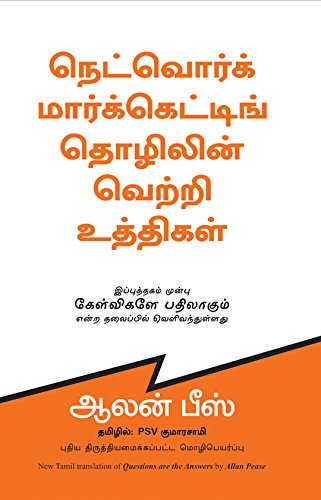 நெட்வொர்க்
மார்க்கெட்டிங்
தொழிலின்
வெற்றி
உத்திகள்
இப்புத்தகம் முன்பு
கேள்விகளே பதிலாகும்
என்ற தலைப்பில் வெளிவந்துள்ளது
ஆலன் பீஸ்
தமிழில்: PSV குமாரசாமி
புதிய திருத்தியமைக்கப்பட்ட மொழிபெயர்ப்பு
New Tamil translation of Questions are the Answers by Allan Pease